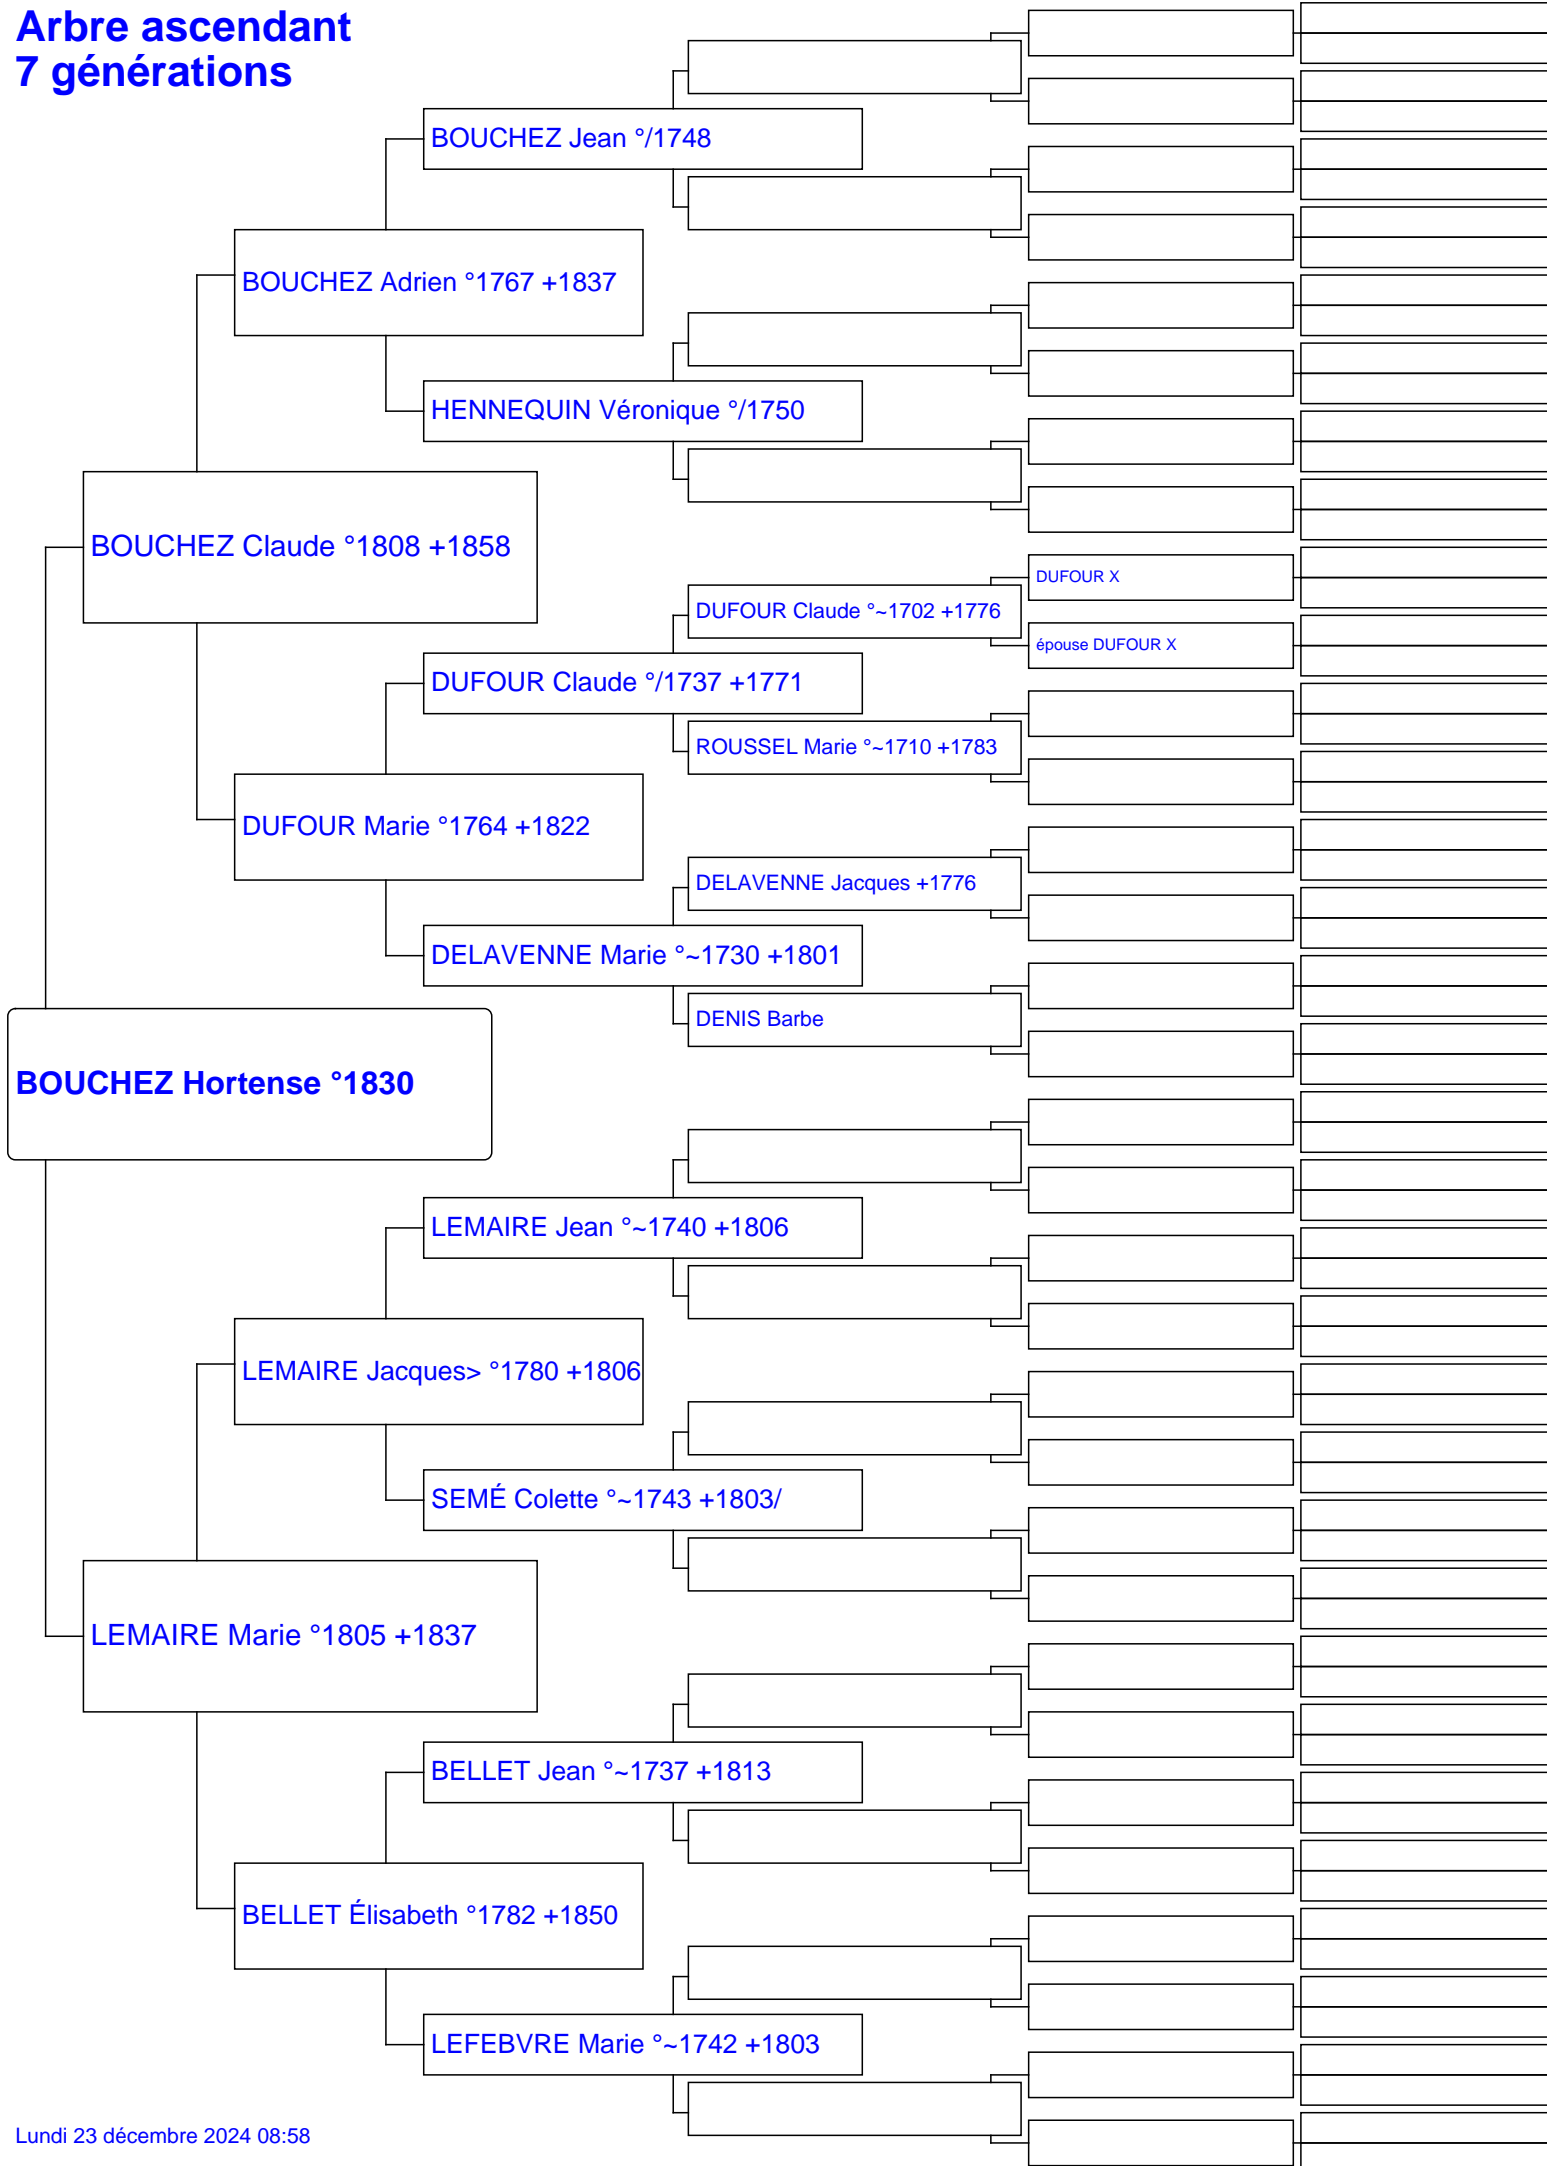 Arbre ascendant
7 générations
BOUCHEZ Jean °/1748
BOUCHEZ Adrien °1767 +1837
HENNEQUIN Véronique °/1750
BOUCHEZ Claude °1808 +1858
DUFOUR X
DUFOUR Claude °~1702 +1776
épouse DUFOUR X
DUFOUR Claude °/1737 +1771
ROUSSEL Marie °~1710 +1783
DUFOUR Marie °1764 +1822
DELAVENNE Jacques +1776
DELAVENNE Marie °~1730 +1801
DENIS Barbe
BOUCHEZ Hortense °1830
LEMAIRE Jean °~1740 +1806
LEMAIRE Jacques> °1780 +1806
SEMÉ Colette °~1743 +1803/
LEMAIRE Marie °1805 +1837
BELLET Jean °~1737 +1813
BELLET Élisabeth °1782 +1850
LEFEBVRE Marie °~1742 +1803
Lundi 23 décembre 2024 08:58